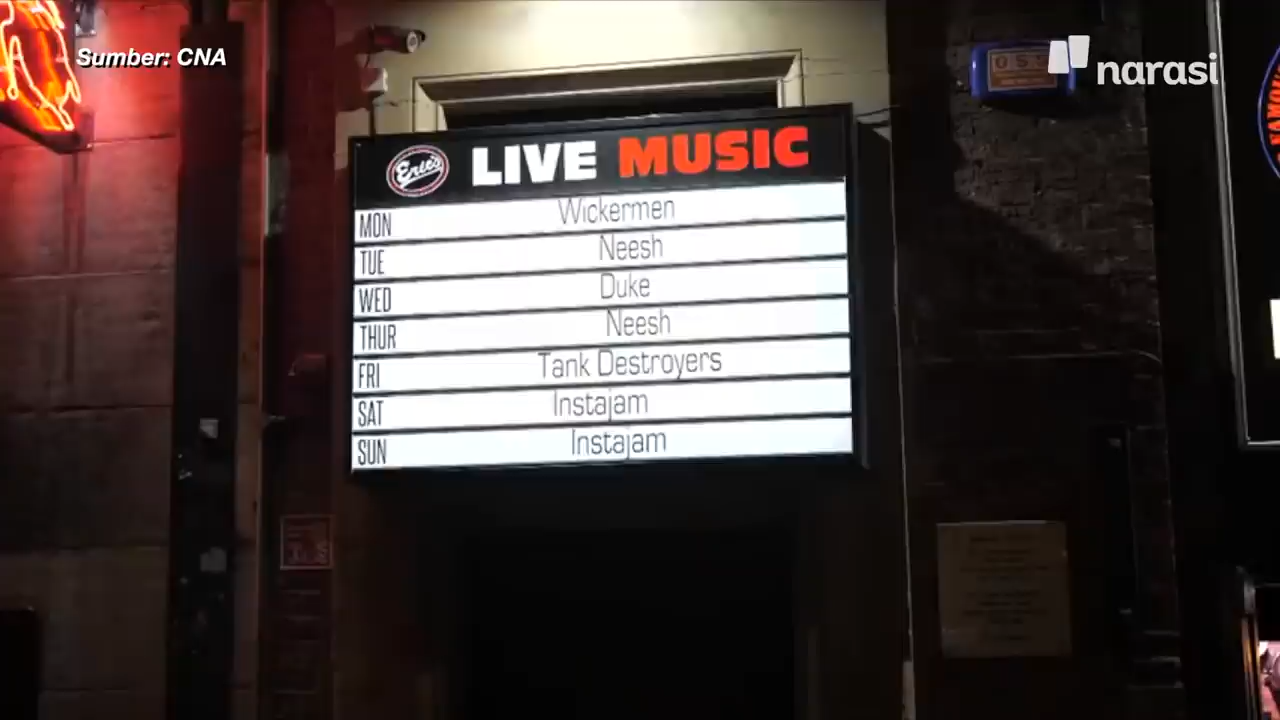 Sumber: CNA
narasi
Eric's
LIVE MUSIC
MON Wickermen
TUE Neesh
WED Duke
THUR Neesh
FRI Tank Destroyers
SAT Instajam
SUN Instajam